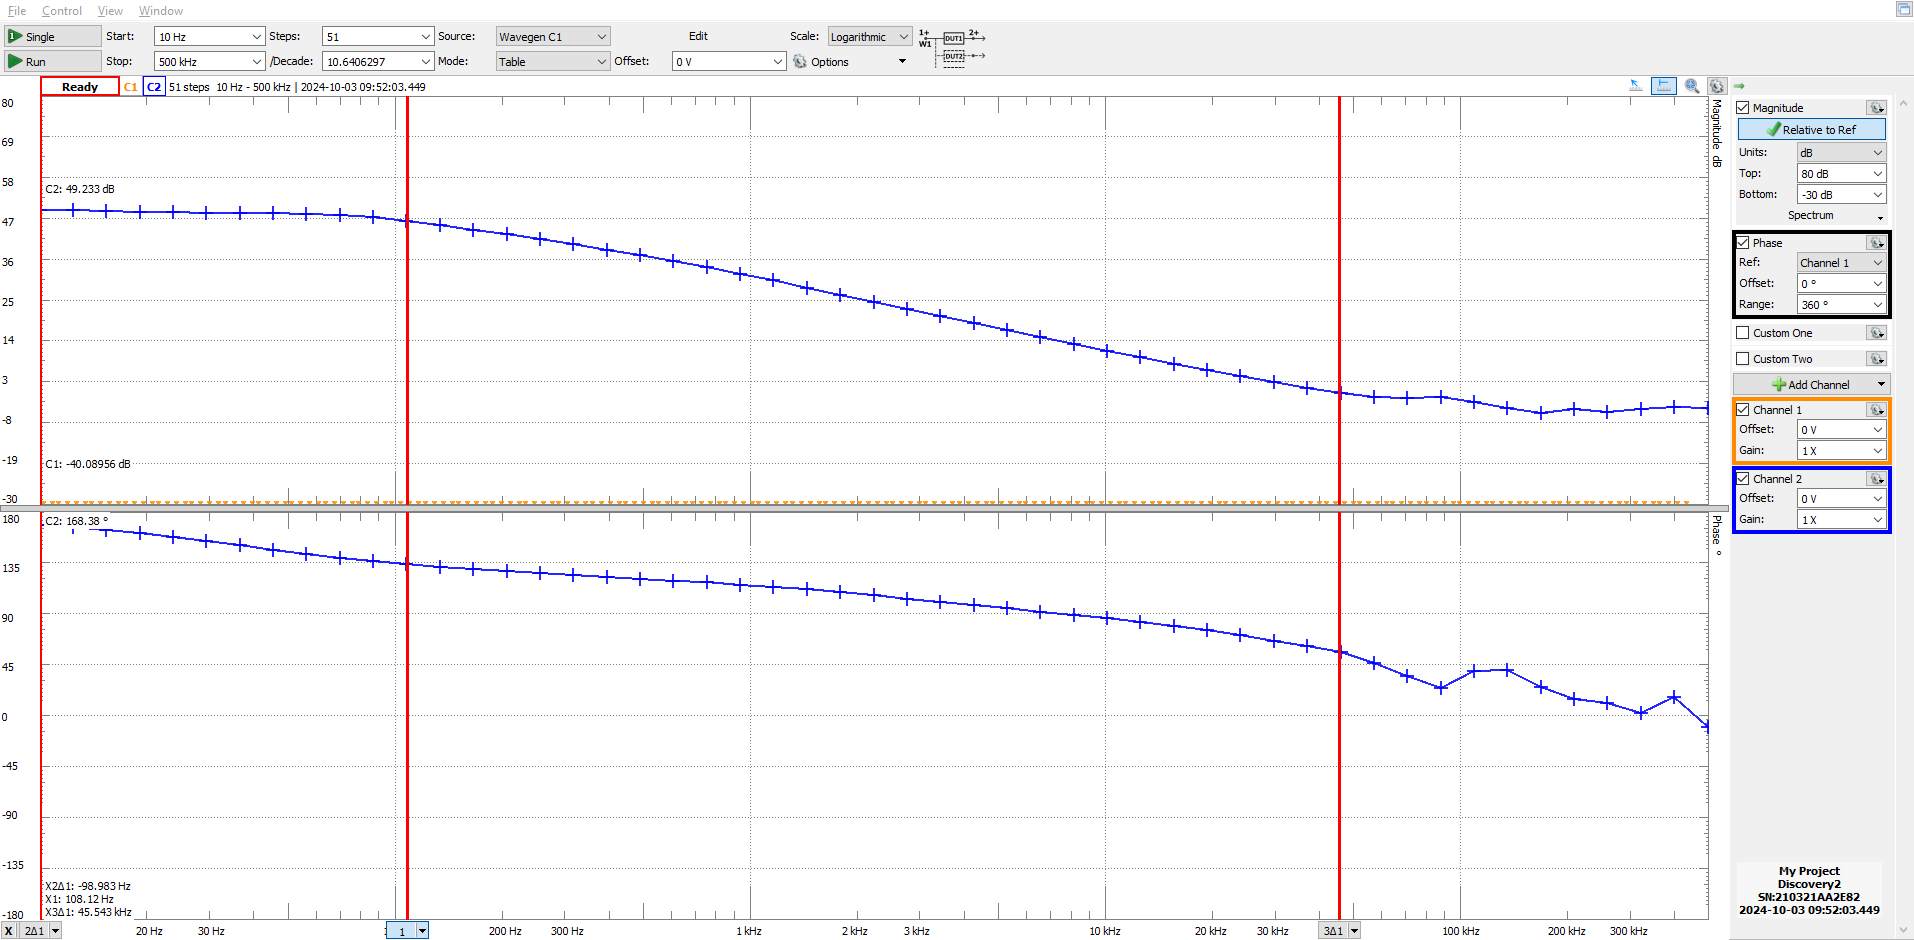 File Control View Window
Single Start: 10 Hz Steps: 51 Source: Wavegen C1 Edit Scale: Logarithmic 1+ W1 DUT1 2+
Run Stop: 500 kHz /Decade: 10.6406297 Mode: Table Offset: 0 V Options DUT2
Ready C1 C2 51 steps 10 Hz - 500 kHz | 2024-10-03 09:52:03.449
80
69
58
47
36
25
14
3
-8
-19
-30
C2: 49.233 dB
C1: -40.08956 dB
Magnitude dB
180
135
90
45
0
-45
-90
-135
-180
C2: 168.38 °
Phase °
X2Δ1: -98.983 Hz
X1: 108.12 Hz
X3Δ1: 45.543 kHz
X 2Δ1 20 Hz 30 Hz 1 200 Hz 300 Hz 1 kHz 2 kHz 3 kHz 10 kHz 20 kHz 30 kHz 3Δ1 100 kHz 200 kHz 300 kHz
Magnitude
Relative to Ref
Units: dB
Top: 80 dB
Bottom: -30 dB
Spectrum
Phase
Ref: Channel 1
Offset: 0 °
Range: 360 °
Custom One
Custom Two
Add Channel
Channel 1
Offset: 0 V
Gain: 1 X
Channel 2
Offset: 0 V
Gain: 1 X
My Project
Discovery2
SN:210321AA2E82
2024-10-03 09:52:03.449